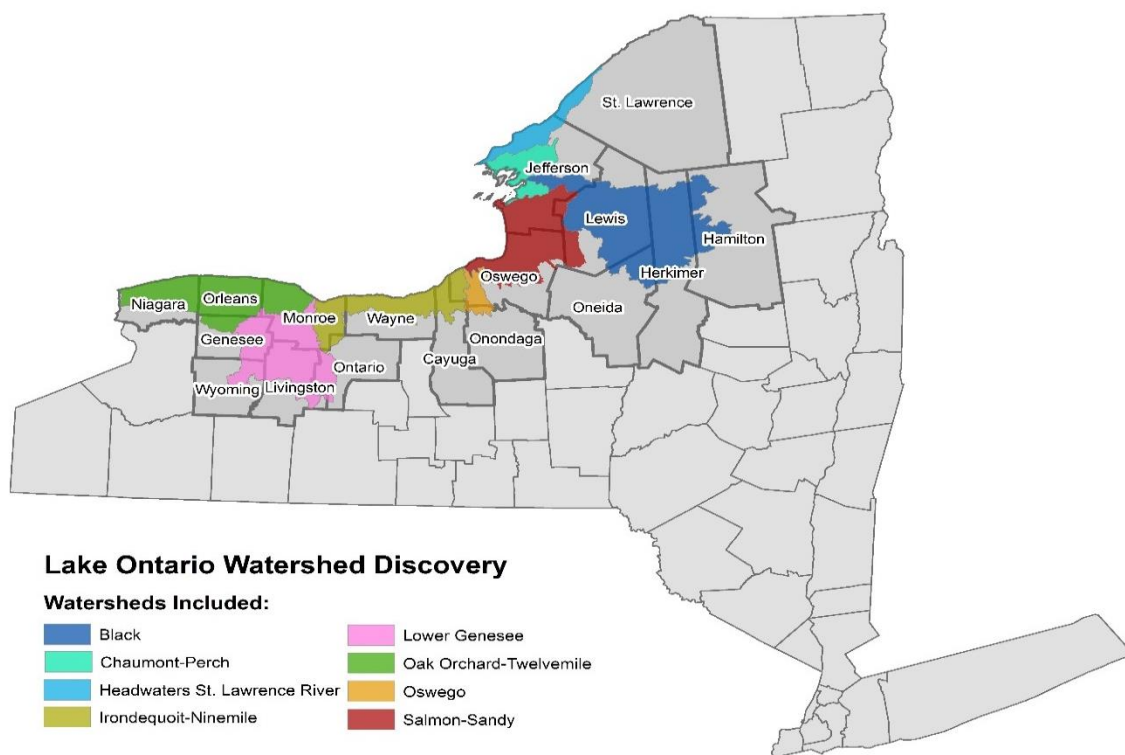 St. Lawrence
Jefferson
Lewis
Hamilton
Herkimer
Oswego
Oneida
Niagara
Orleans
Monroe
Wayne
Genesee
Onondaga
Cayuga
Ontario
Wyoming
Livingston
Lake Ontario Watershed Discovery
Watersheds Included:
Black
Chaumont-Perch
Headwaters St. Lawrence River
Irondequoit-Ninemile
Lower Genesee
Oak Orchard-Twelvemile
Oswego
Salmon-Sandy